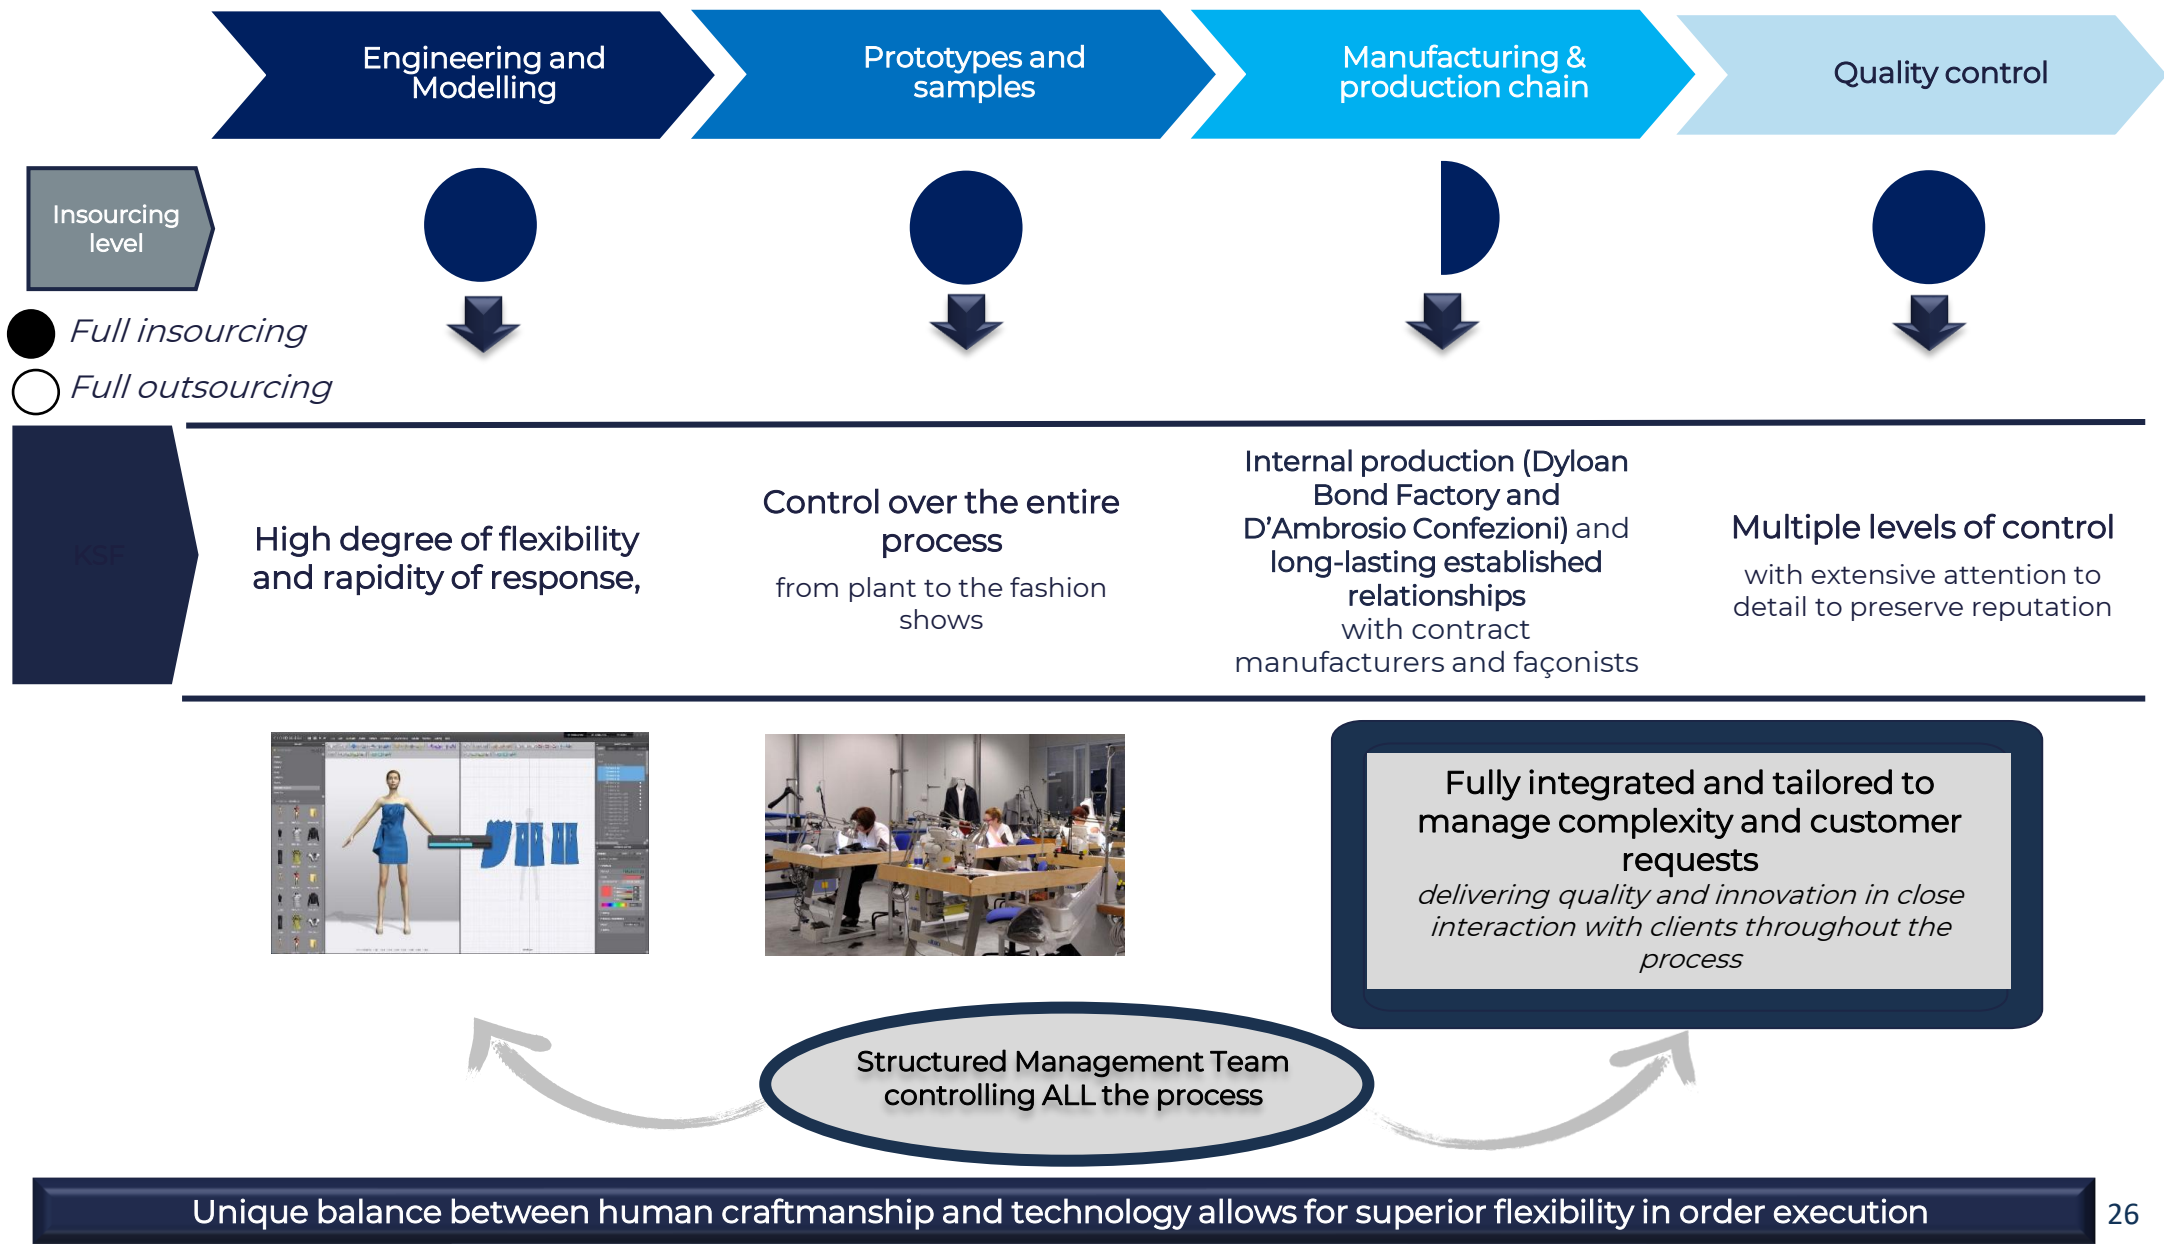 Engineering and
Modelling
Prototypes and
samples
Manufacturing &
production chain
Quality control
Insourcing
level
Full insourcing
Full outsourcing
KSF
High degree of flexibility
and rapidity of response,
Control over the entire
process
from plant to the fashion
shows
Internal production (Dyloan
Bond Factory and
D’Ambrosio Confezioni) and
long-lasting established
relationships
with contract
manufacturers and façonists
Multiple levels of control
with extensive attention to
detail to preserve reputation
Fully integrated and tailored to
manage complexity and customer
requests
delivering quality and innovation in close
interaction with clients throughout the
process
Structured Management Team
controlling ALL the process
Unique balance between human craftmanship and technology allows for superior flexibility in order execution
26